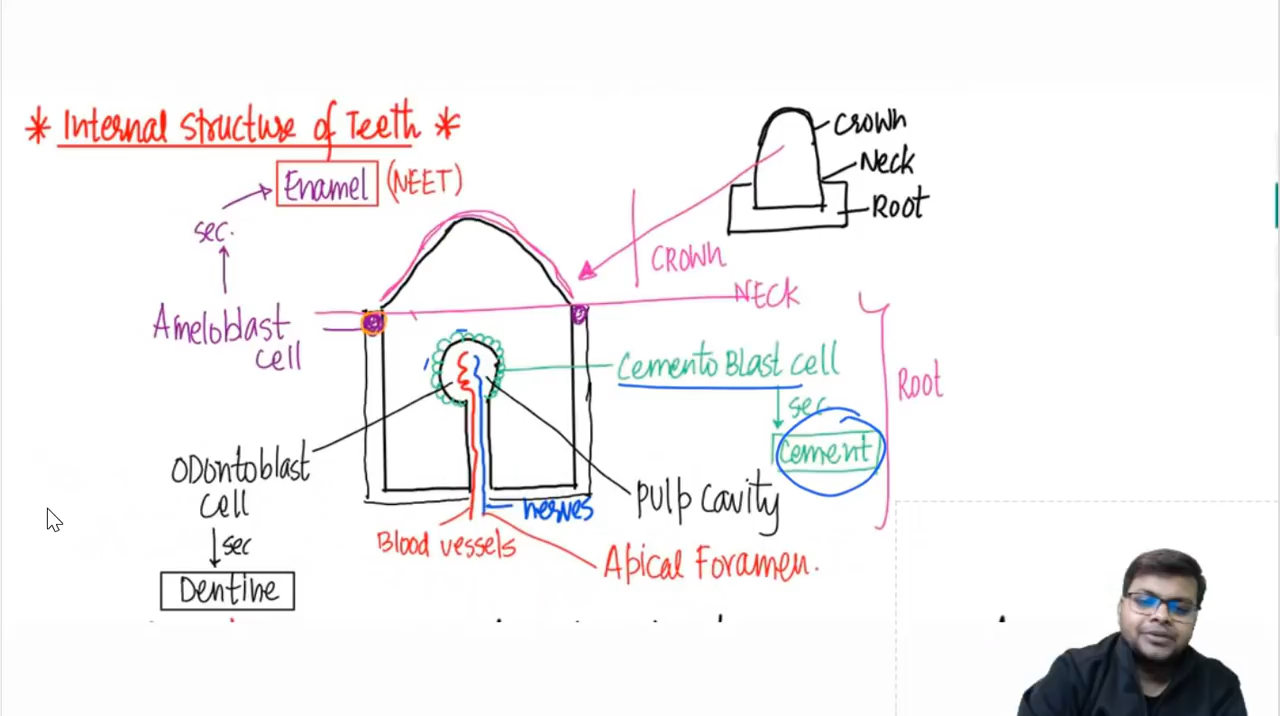 * Internal Structure of Teeth *
Enamel (NEET)
sec.
Ameloblast
cell
Crown
Neck
Root
CROWN
NECK
Cemento Blast cell
sec
Cement
Root
Odontoblast
cell
sec
Dentine
Pulp cavity
nerves
Blood vessels
Apical Foramen.